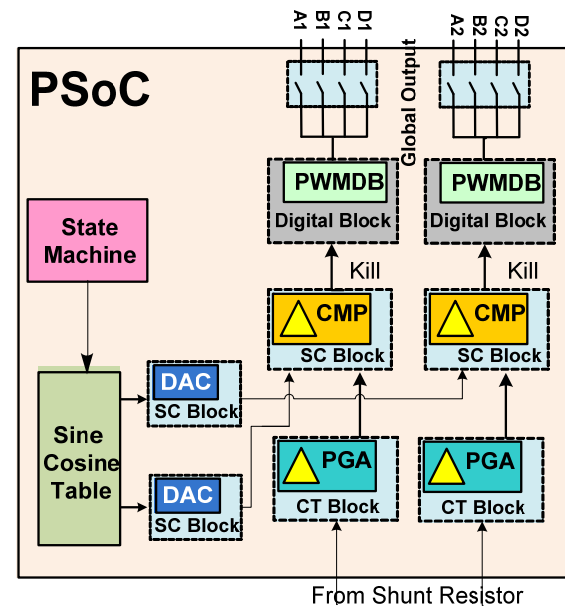 A1 B1 C1 D1
A2 B2 C2 D2
PSoC
Global Output
PWMDB
Digital Block
PWMDB
Digital Block
State
Machine
Kill
Kill
CMP
SC Block
CMP
SC Block
DAC
SC Block
Sine
Cosine
Table
DAC
SC Block
PGA
CT Block
PGA
CT Block
From Shunt Resistor